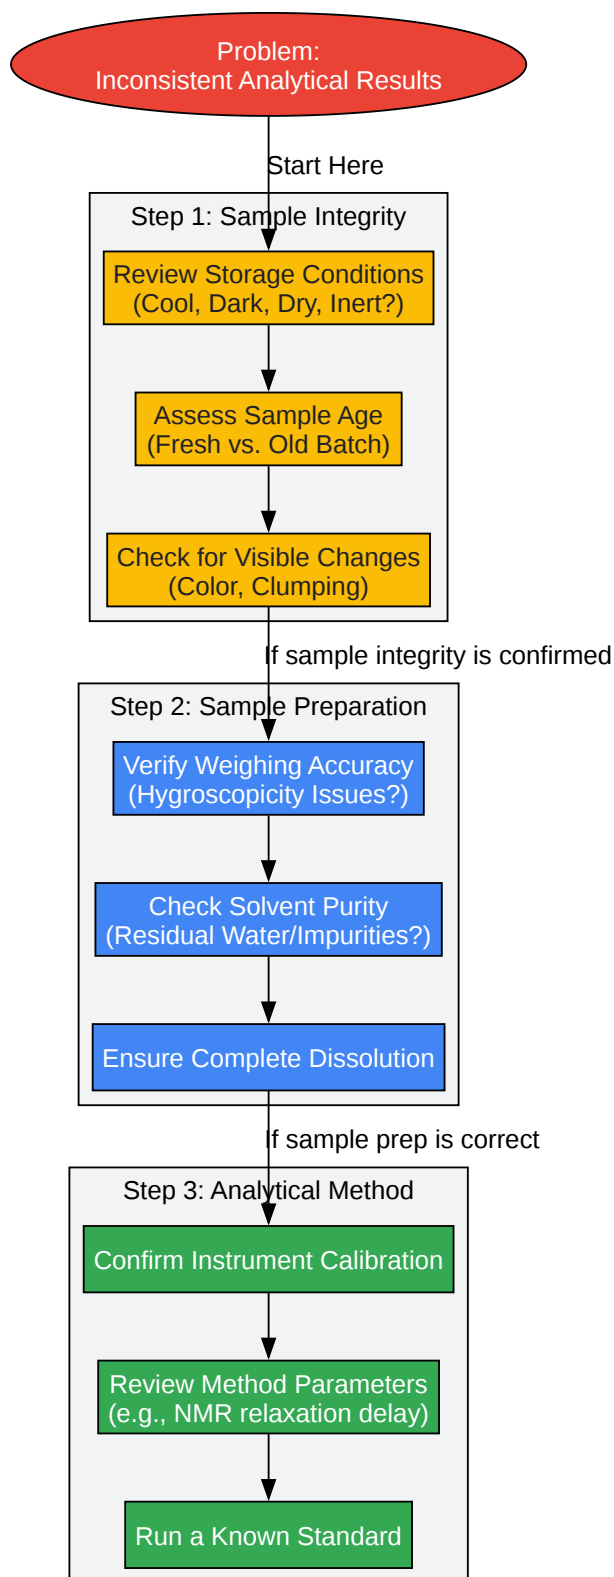 Problem:
Inconsistent Analytical Results
Start Here
Step 1: Sample Integrity
Review Storage Conditions
(Cool, Dark, Dry, Inert?)
Assess Sample Age
(Fresh vs. Old Batch)
Check for Visible Changes
(Color, Clumping)
If sample integrity is confirmed
Step 2: Sample Preparation
Verify Weighing Accuracy
(Hygroscopicity Issues?)
Check Solvent Purity
(Residual Water/Impurities?)
Ensure Complete Dissolution
If sample prep is correct
Step 3: Analytical Method
Confirm Instrument Calibration
Review Method Parameters
(e.g., NMR relaxation delay)
Run a Known Standard